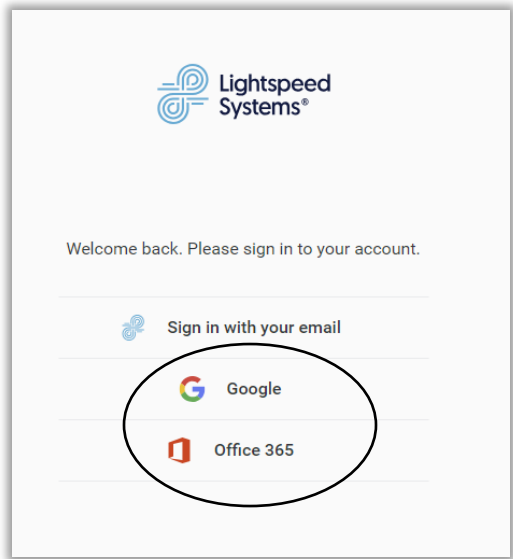 Lightspeed
Systems®
Welcome back. Please sign in to your account.
Sign in with your email
Google
Office 365